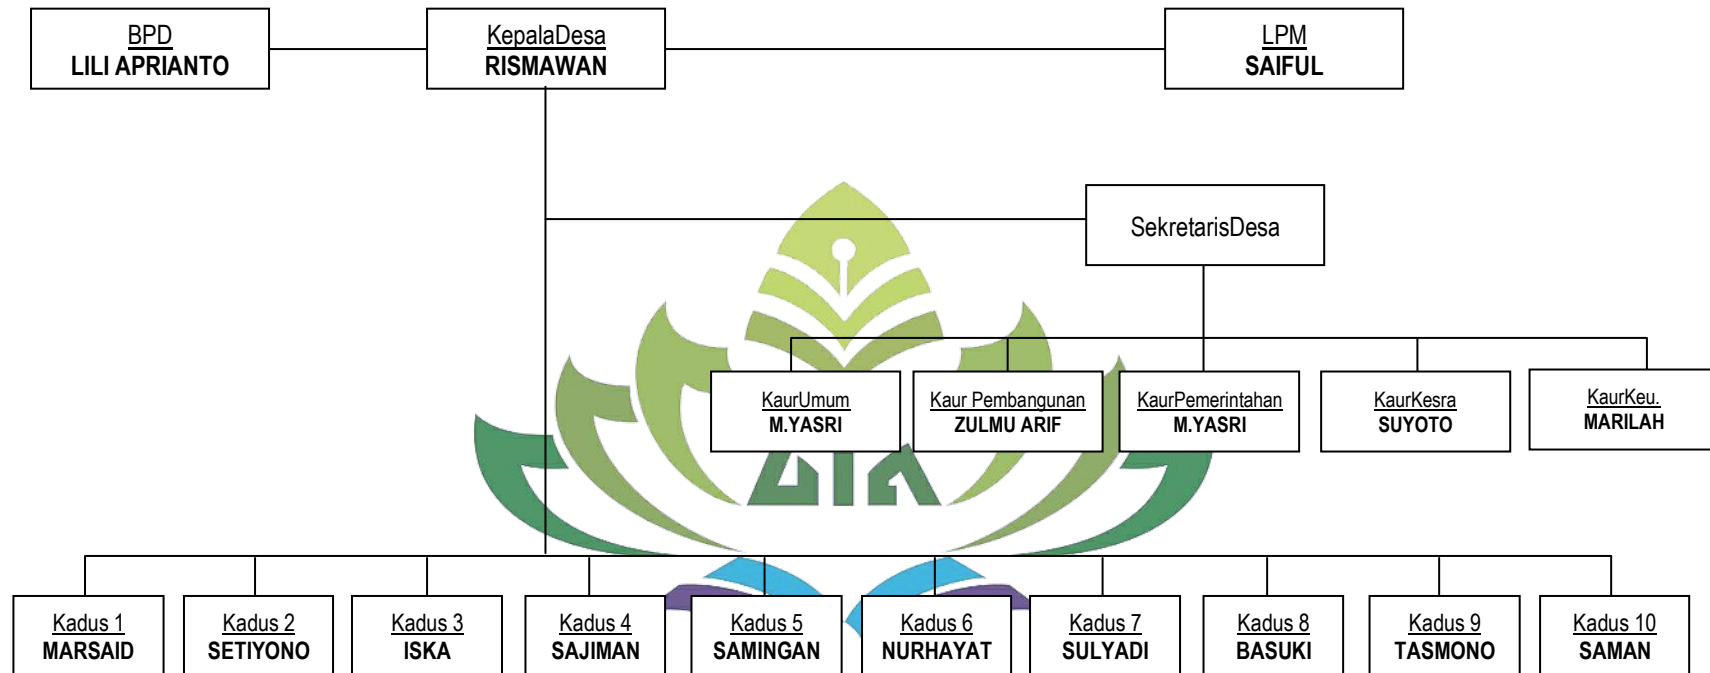 BPD
LILI APRIANTO
KepalaDesa
RISMAWAN
LPM
SAIFUL
SekretarisDesa
KaurUmum
M.YASRI
Kaur Pembangunan
ZULMU ARIF
KaurPemerintahan
M.YASRI
KaurKesra
SUYOTO
KaurKeu.
MARILAH
Kadus 1
MARSAID
Kadus 2
SETIYONO
Kadus 3
ISKA
Kadus 4
SAJIMAN
Kadus 5
SAMINGAN
Kadus 6
NURHAYAT
Kadus 7
SULYADI
Kadus 8
BASUKI
Kadus 9
TASMONO
Kadus 10
SAMAN